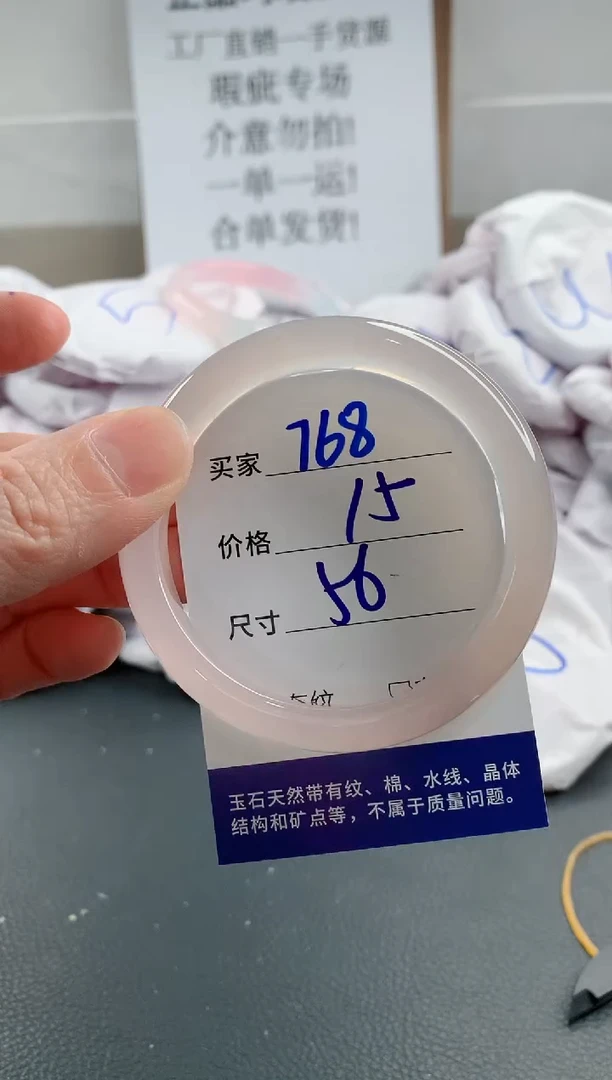 工厂直销一手货源
瑕疵专场
介意勿拍!
一单一运!
合单发货!
5
买家 768
价格 15
尺寸 56
玉石天然带有纹、棉、水线、晶体
结构和矿点等，不属于质量问题。